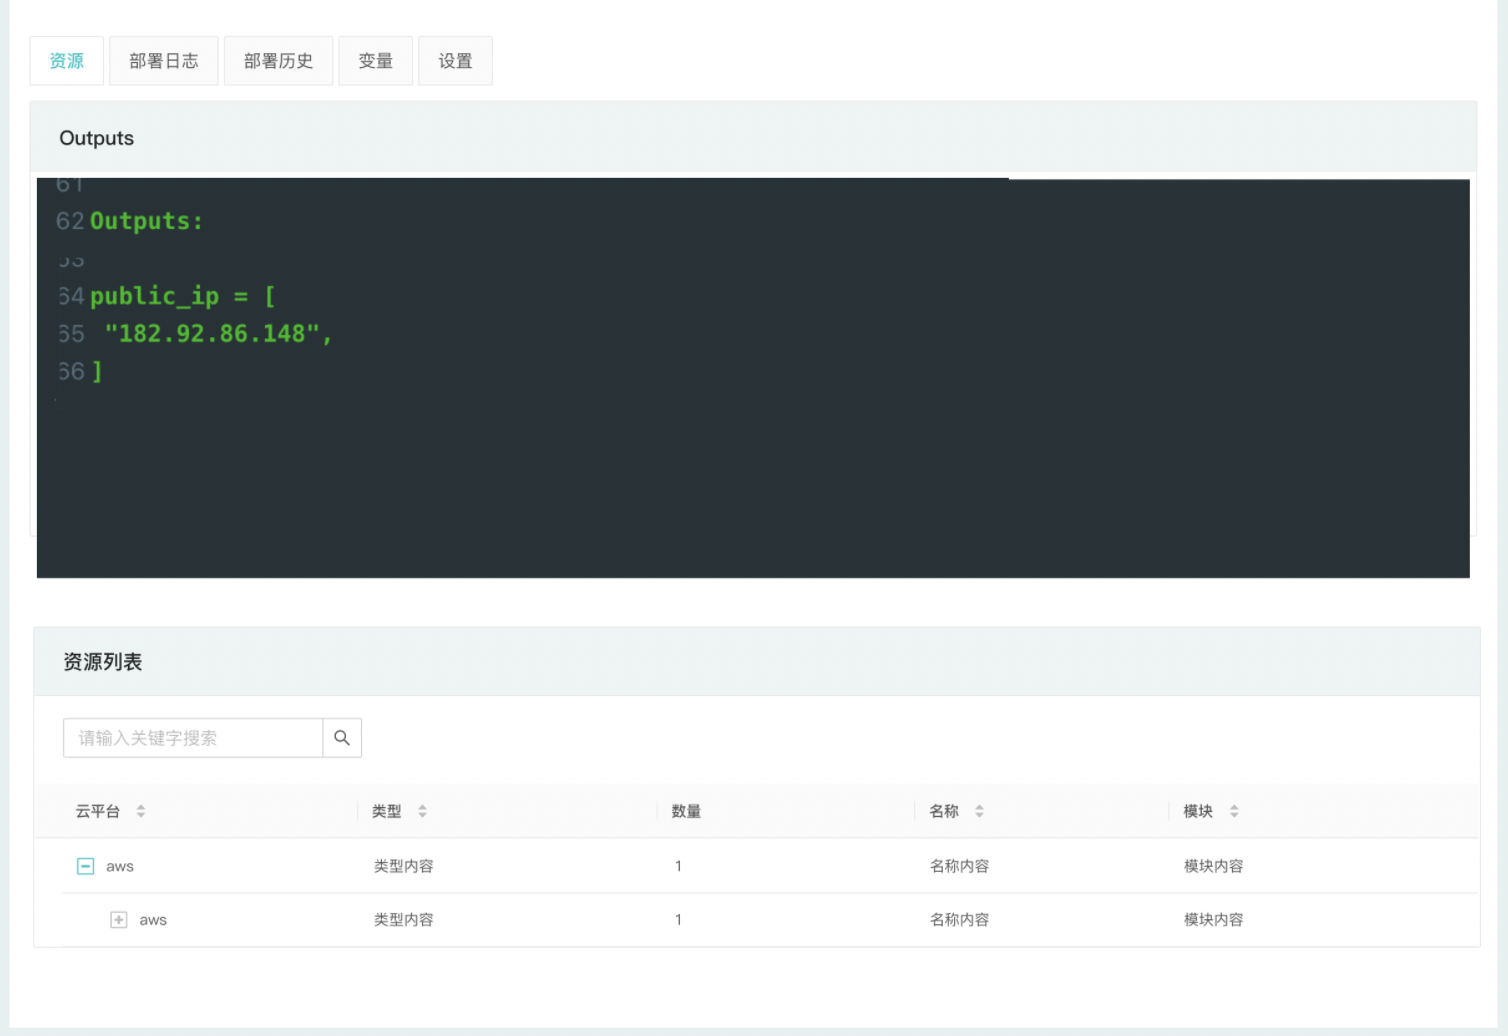 资源 部署日志 部署历史 变量 设置
Outputs
61
62 Outputs:
64 public_ip = [
65 "182.92.86.148",
66 ]
资源列表
请输入关键字搜索
云平台 类型 数量 名称 模块
aws 类型内容 1 名称内容 模块内容
aws 类型内容 1 名称内容 模块内容